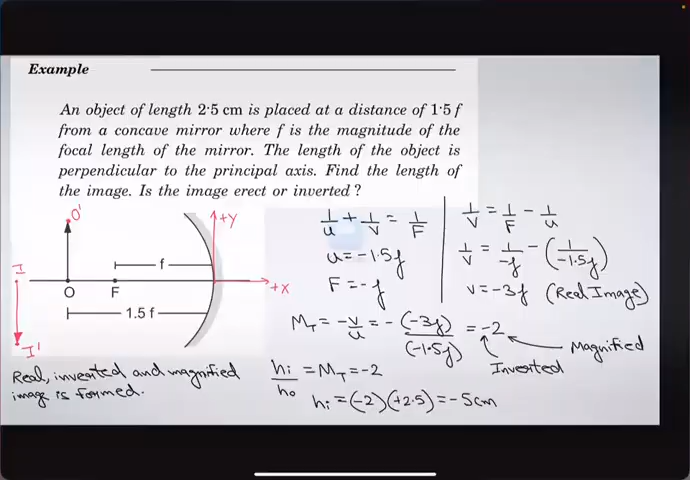 Example
An object of length 2·5 cm is placed at a distance of 1·5 f
from a concave mirror where f is the magnitude of the
focal length of the mirror. The length of the object is
perpendicular to the principal axis. Find the length of
the image. Is the image erect or inverted ?
O'
+Y
f
I
O
F
+X
1.5 f
I'
Real, inverted and magnified
image is formed.
1/u + 1/v = 1/F
u = -1.5f
F = -f
1/v = 1/F - 1/u
1/v = 1/-f - (1/-1.5f)
v = -3f (Real Image)
M_T = -v/u = - (-3f)/(-1.5f) = -2
Magnified
Inverted
hi/ho = M_T = -2
hi = (-2)(+2.5) = -5cm